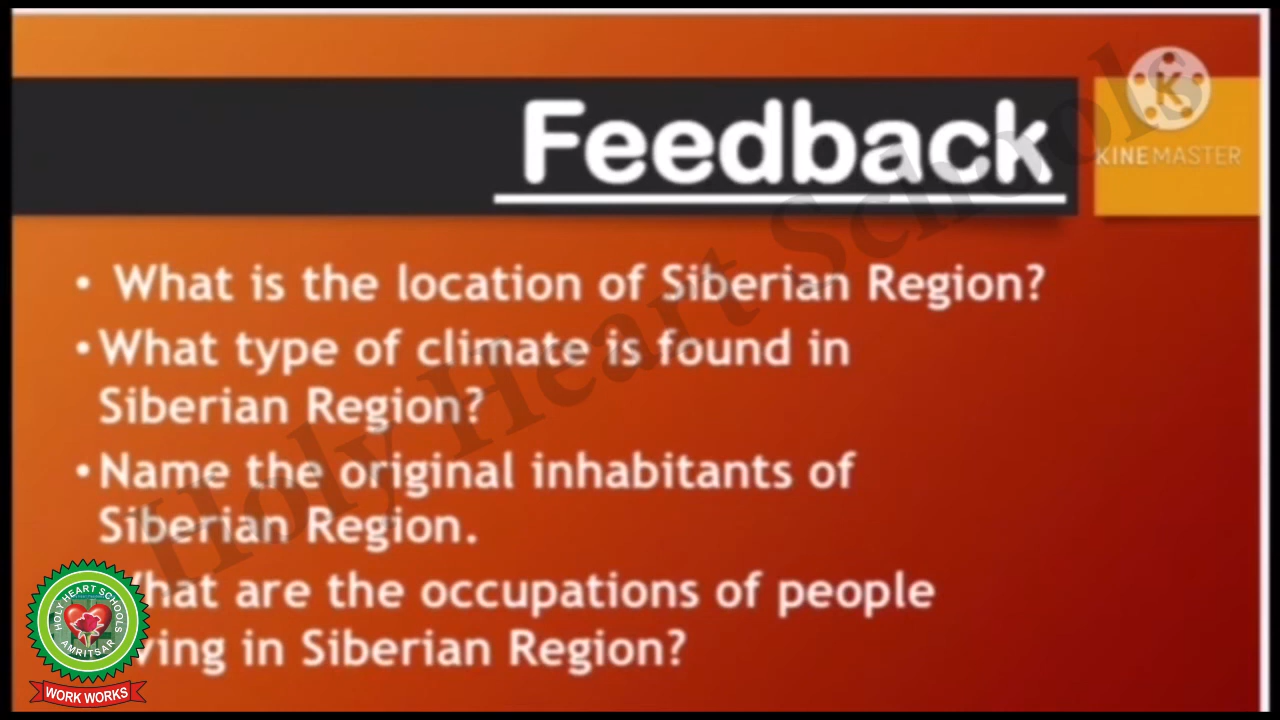 Feedback
KINEMASTER
• What is the location of Siberian Region?
• What type of climate is found in
Siberian Region?
• Name the original inhabitants of
Siberian Region.
What are the occupations of people
ving in Siberian Region?
Holy Heart Schools
HOLY HEART SCHOOLS
AMRITSAR
WORK WORKS